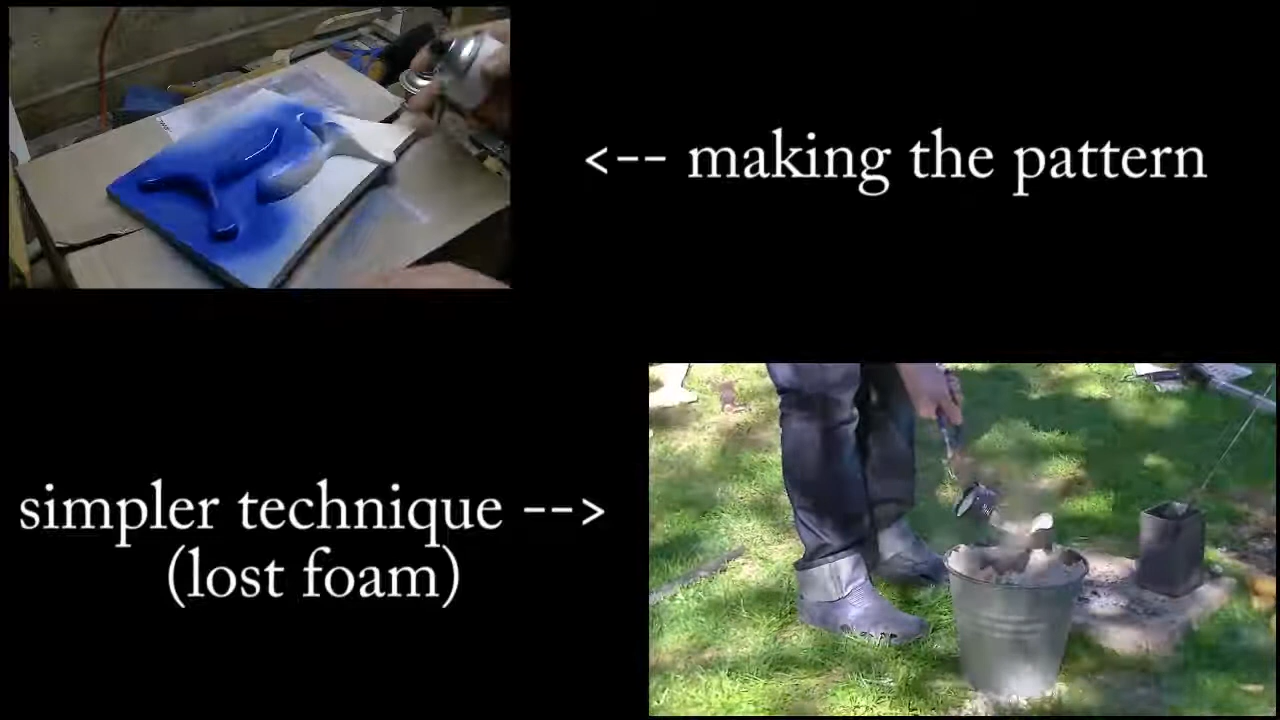 <-- making the pattern
simpler technique -->
(lost foam)